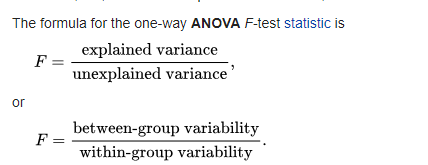 The formula for the one-way ANOVA F-test statistic is
F = explained variance / unexplained variance ,
or
F = between-group variability / within-group variability .